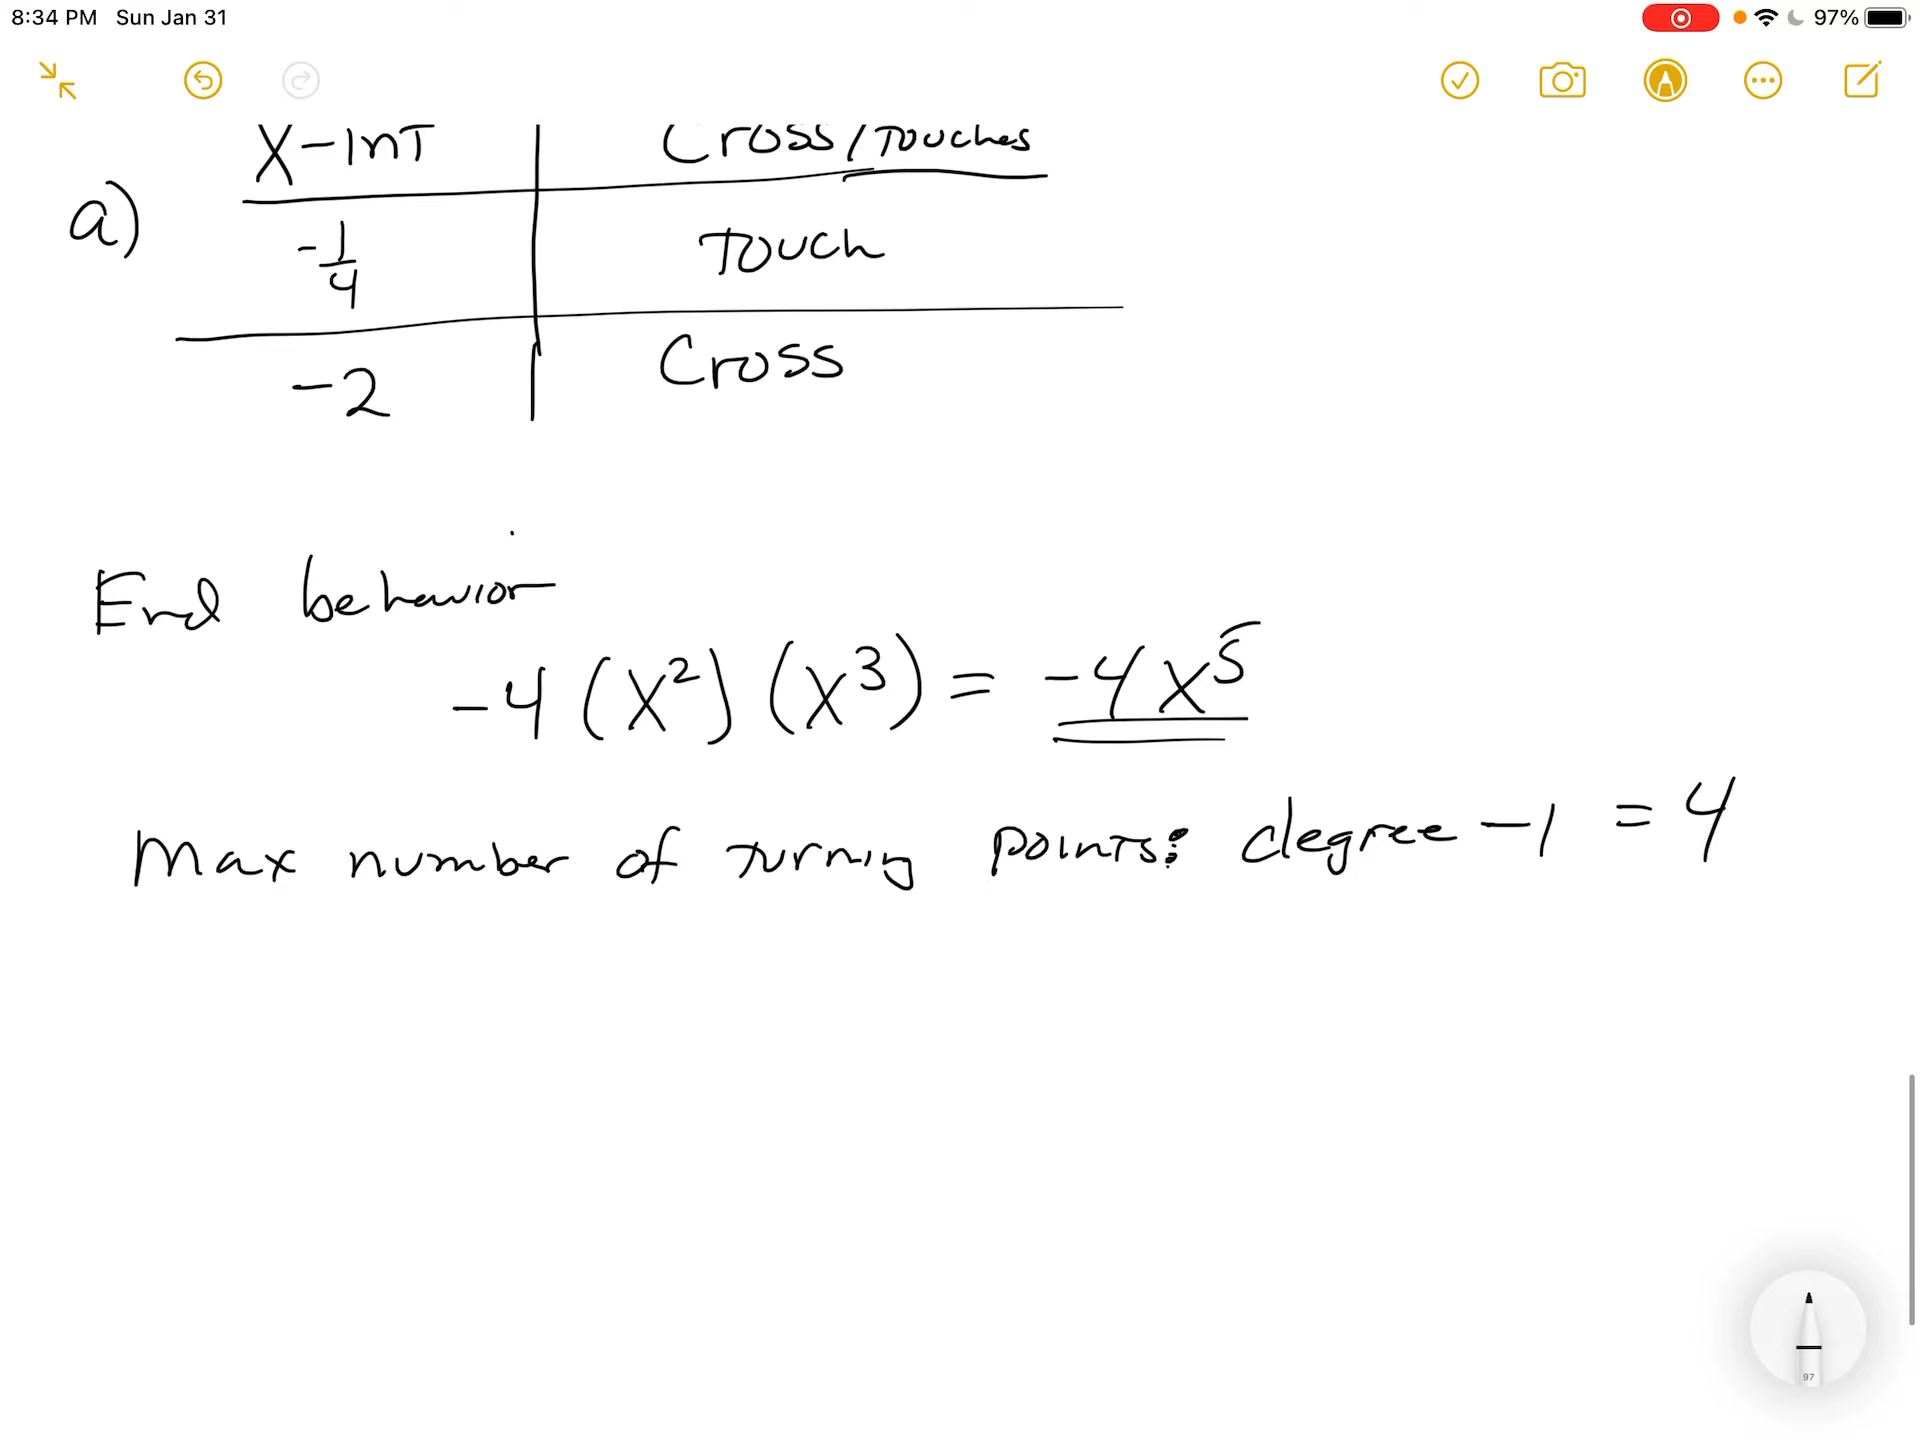 8:34 PM Sun Jan 31 97%
X-INT Cross/Touches
a)
-1/4 Touch
-2 Cross
End behavior
-4(x²)(x³) = -4x⁵
Max number of turning points: degree -1 = 4
97